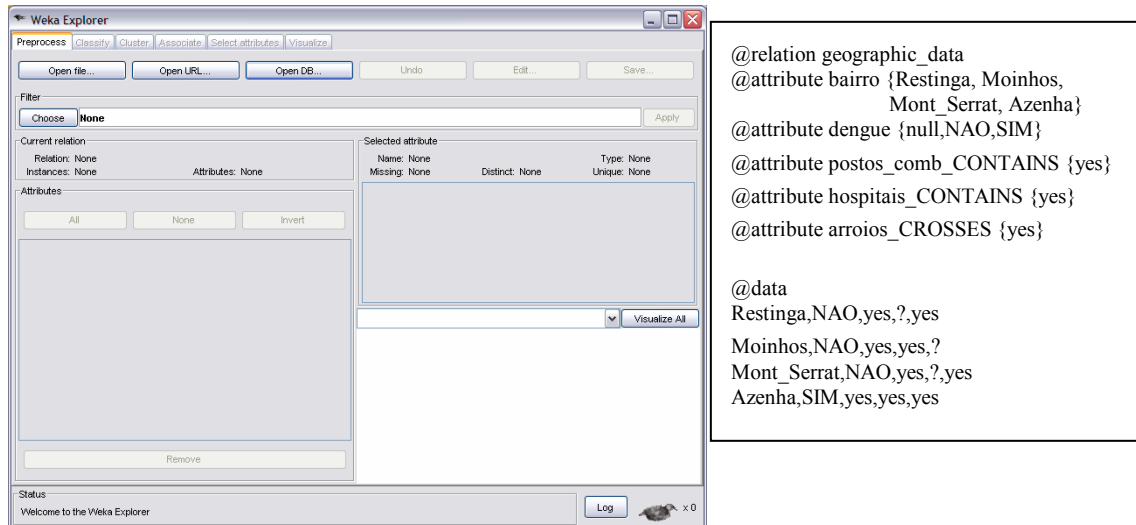 Weka Explorer
Preprocess Classify Cluster Associate Select attributes Visualize
Open file... Open URL... Open DB... Undo Edit... Save...
Filter
Choose None Apply
Current relation
Relation: None
Instances: None Attributes: None
Attributes
All None Invert
Remove
Selected attribute
Name: None Type: None
Missing: None Distinct: None Unique: None
Visualize All
Status
Welcome to the Weka Explorer
Log x 0
@relation geographic_data
@attribute bairro {Restinga, Moinhos,
Mont_Serrat, Azenha}
@attribute dengue {null,NAO,SIM}
@attribute postos_comb_CONTAINS {yes}
@attribute hospitais_CONTAINS {yes}
@attribute arroios_CROSSES {yes}
@data
Restinga,NAO,yes,?,yes
Moinhos,NAO,yes,yes,?
Mont_Serrat,NAO,yes,?,yes
Azenha,SIM,yes,yes,yes